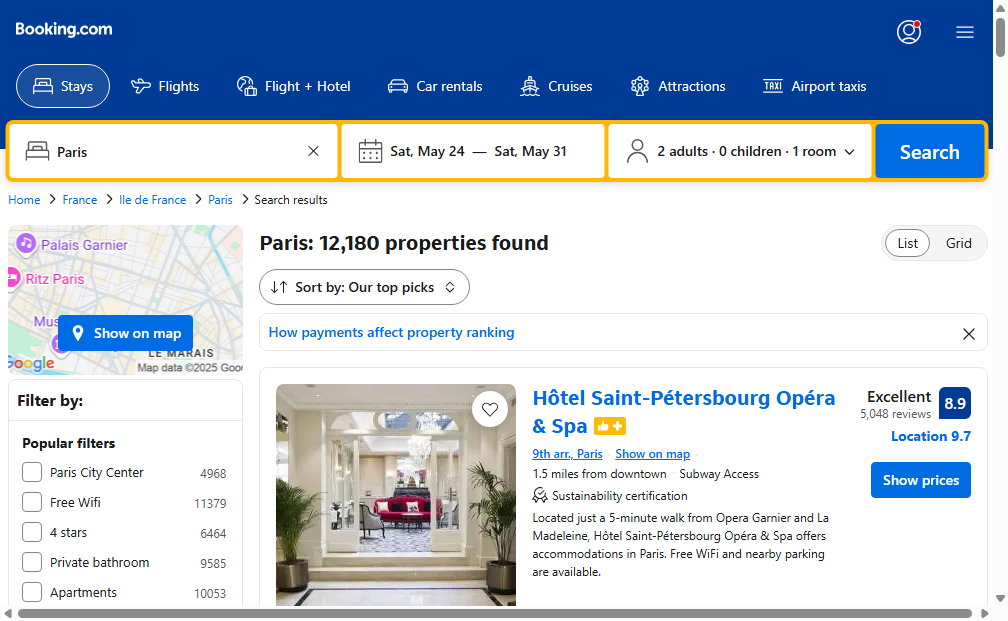 Booking.com
Stays
Flights
Flight + Hotel
Car rentals
Cruises
Attractions
TAXI
Airport taxis
Paris
Sat, May 24 — Sat, May 31
2 adults · 0 children · 1 room
Search
Home
France
Ile de France
Paris
Search results
Palais Garnier
Ritz Paris
Show on map
LE MARAIS
Google
Map data ©2025
Filter by:
Popular filters
Paris City Center 4968
Free Wifi 11379
4 stars 6464
Private bathroom 9585
Apartments 10053
Paris: 12,180 properties found
List
Grid
Sort by: Our top picks
How payments affect property ranking
Hôtel Saint-Pétersbourg Opéra
& Spa
9th arr., Paris · Show on map
1.5 miles from downtown · Subway Access
Sustainability certification
Located just a 5-minute walk from Opera Garnier and La
Madeleine, Hôtel Saint-Pétersbourg Opéra & Spa offers
accommodations in Paris. Free WiFi and nearby parking
are available.
Excellent
5,048 reviews
8.9
Location 9.7
Show prices